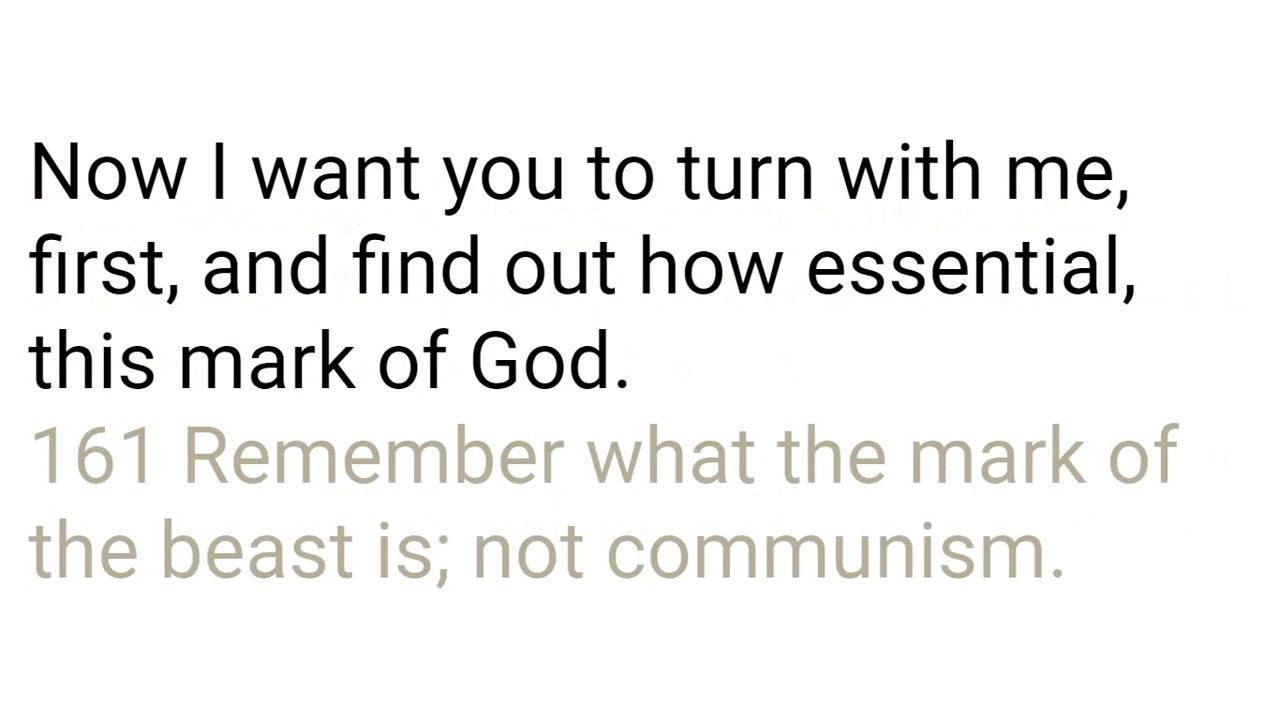 Now I want you to turn with me,
first, and find out how essential,
this mark of God.
161 Remember what the mark of
the beast is; not communism.